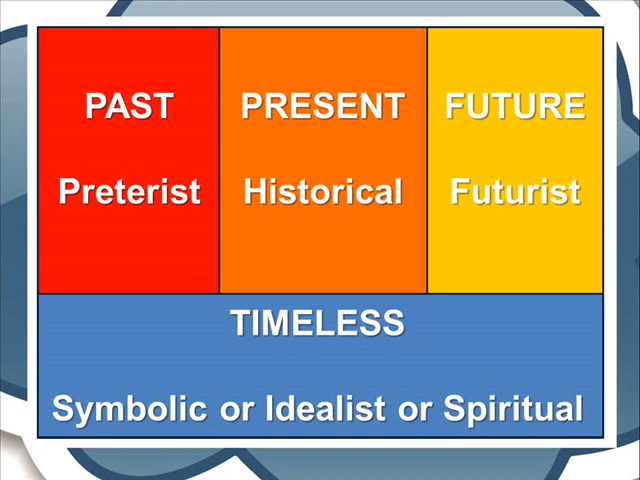 PAST PRESENT FUTURE
Preterist Historical Futurist
TIMELESS
Symbolic or Idealist or Spiritual